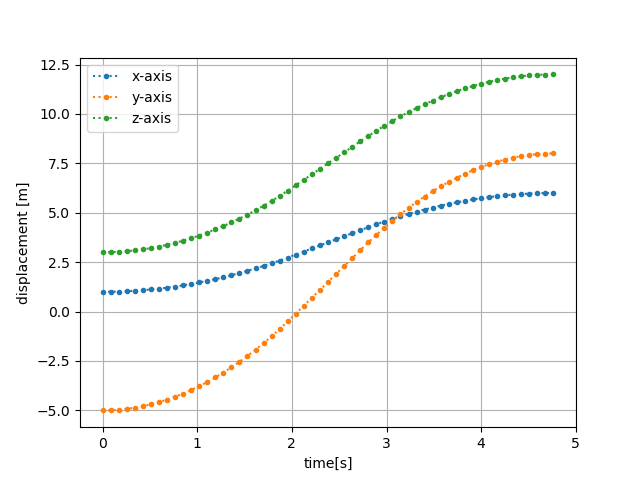 12.5
10.0
7.5
5.0
2.5
0.0
−2.5
−5.0
displacement [m]
x-axis
y-axis
z-axis
0 1 2 3 4 5
time[s]